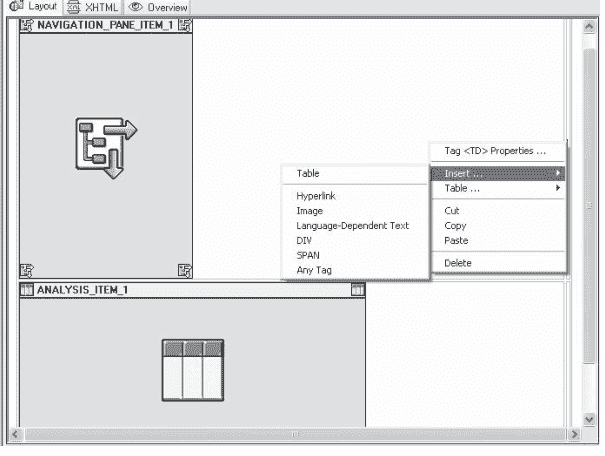 Layout XHTML Overview
NAVIGATION_PANE_ITEM_1
Tag <TD> Properties ...
Insert ...
Table ...
Cut
Copy
Paste
Delete
Table
Hyperlink
Image
Language-Dependent Text
DIV
SPAN
Any Tag
ANALYSIS_ITEM_1